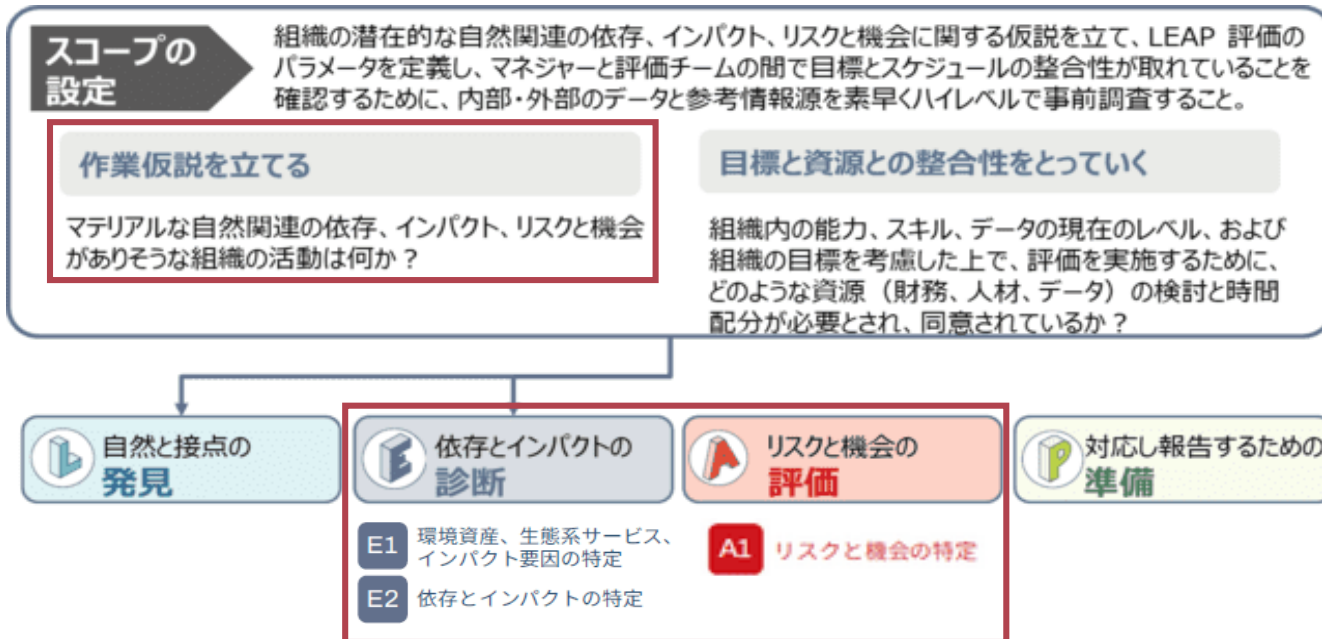 スコープの
設定
組織の潜在的な自然関連の依存、インパクト、リスクと機会に関する仮説を立て、LEAP 評価の
パラメータを定義し、マネジャーと評価チームの間で目標とスケジュールの整合性が取れていることを
確認するために、内部・外部のデータと参考情報源を素早くハイレベルで事前調査すること。
作業仮説を立てる
マテリアルな自然関連の依存、インパクト、リスクと機会
がありそうな組織の活動は何か？
目標と資源との整合性をとっていく
組織内の能力、スキル、データの現在のレベル、および
組織の目標を考慮した上で、評価を実施するために、
どのような資源（財務、人材、データ）の検討と時間
配分が必要とされ、同意されているか？
L 自然と接点の
発見
E 依存とインパクトの
診断
E1 環境資産、生態系サービス、
インパクト要因の特定
E2 依存とインパクトの特定
A リスクと機会の
評価
A1 リスクと機会の特定
P 対応し報告するための
準備